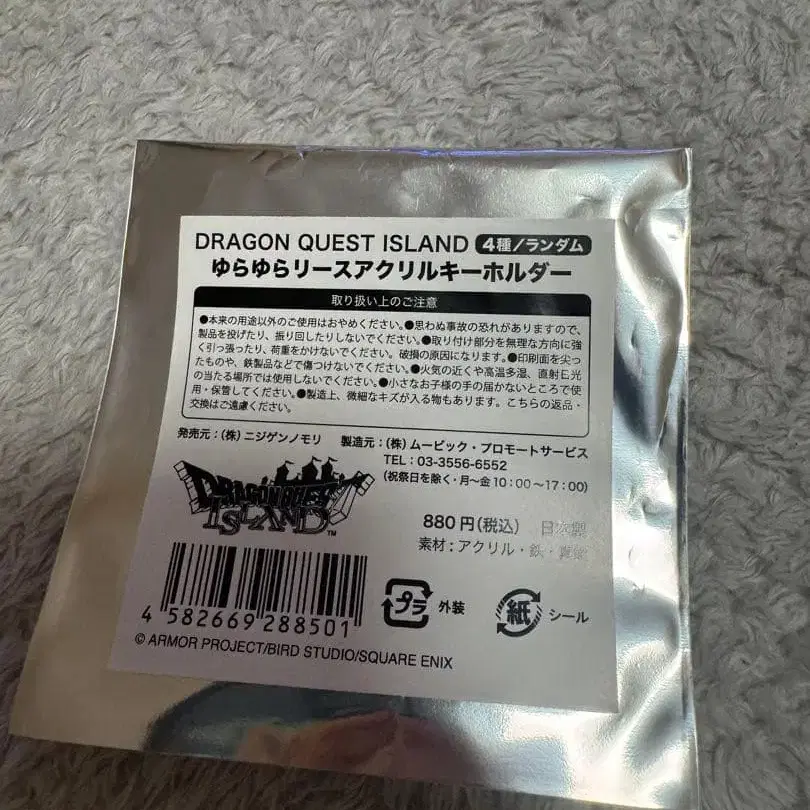 DRAGON QUEST ISLAND 4種/ランダム
ゆらゆらリースアクリルキーホルダー
取り扱い上のご注意
●本来の用途以外のご使用はおやめください。●思わぬ事故の恐れがありますので、
製品を投げたり、振り回したりしないでください。●取り付け部分を無理な方向に強
く引っ張ったり、荷重をかけないでください。破損の原因になります。●印刷面を尖っ
たものや、鉄製品などで傷つけないでください。●火気の近くや高温多湿、直射日光
の当たる場所では使用しないでください。●小さなお子様の手の届かないところで使
用・保管してください。●製造上、微細なキズが入る物もあります。こちらの返品・
交換はご遠慮ください。
発売元:(株)ニジゲンノモリ 製造元:(株)ムービック・プロモートサービス
TEL:03-3556-6552
(祝祭日を除く・月〜金10:00〜17:00)
DRAGON QUEST
ISLAND™
880円(税込) 日本製
素材:アクリル・鉄・真鍮
4 582669 288501
プラ 外装
紙 シール
© ARMOR PROJECT/BIRD STUDIO/SQUARE ENIX